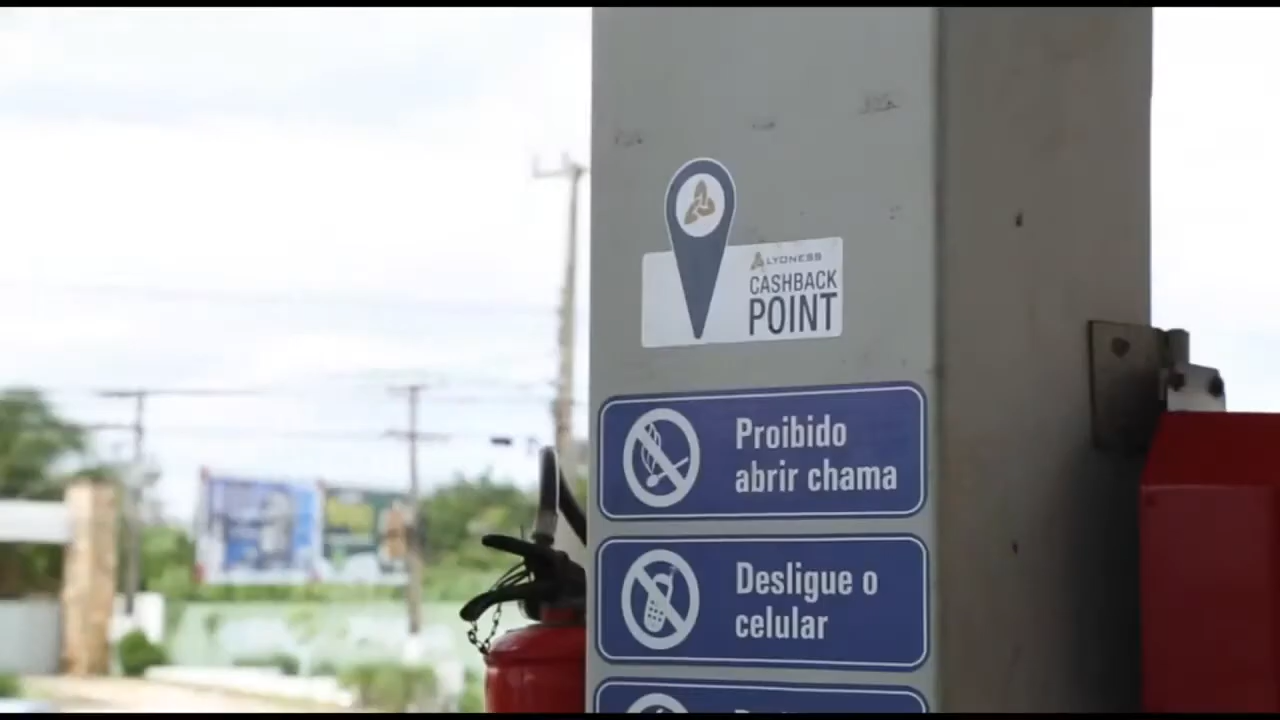 LYONESS
CASHBACK
POINT
Proibido
abrir chama
Desligue o
celular